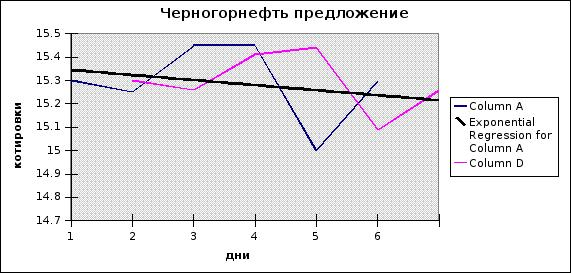 Черногорнефть предложение
котировки
15.5
15.4
15.3
15.2
15.1
15
14.9
14.8
14.7
1 2 3 4 5 6
дни
Column A
Exponential
Regression for
Column A
Column D